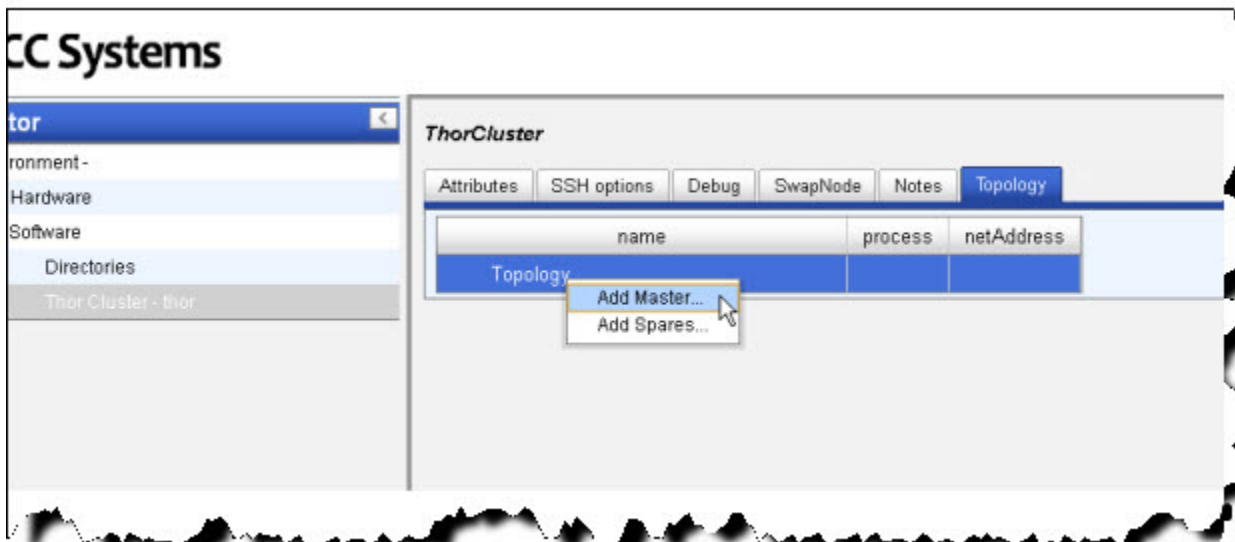 CC Systems
tor
ronment -
Hardware
Software
Directories
Thor Cluster - thor
ThorCluster
Attributes SSH options Debug SwapNode Notes Topology
name process netAddress
Topology
Add Master...
Add Spares...